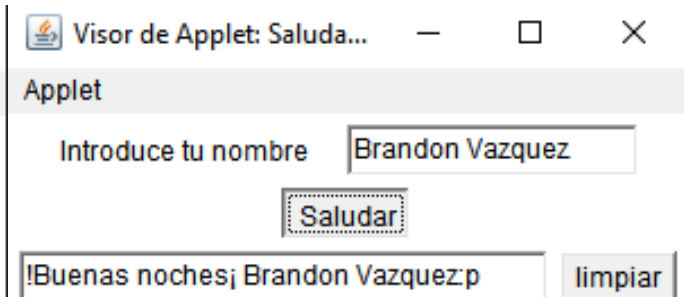 Visor de Applet: Saluda...
Applet
Introduce tu nombre Brandon Vazquez
Saludar
!Buenas noches¡ Brandon Vazquez:p limpiar